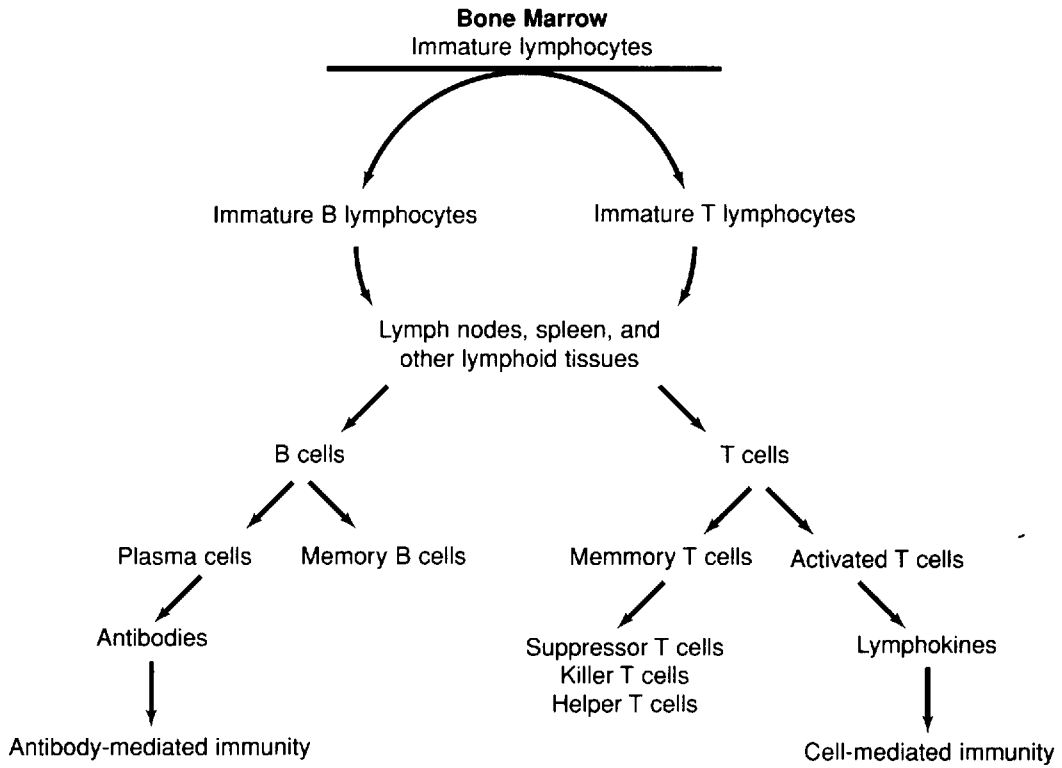 Bone Marrow
Immature lymphocytes
Immature B lymphocytes
Immature T lymphocytes
Lymph nodes, spleen, and
other lymphoid tissues
B cells
T cells
Plasma cells
Memory B cells
Memmory T cells
Activated T cells
Antibodies
Suppressor T cells
Killer T cells
Helper T cells
Lymphokines
Antibody-mediated immunity
Cell-mediated immunity